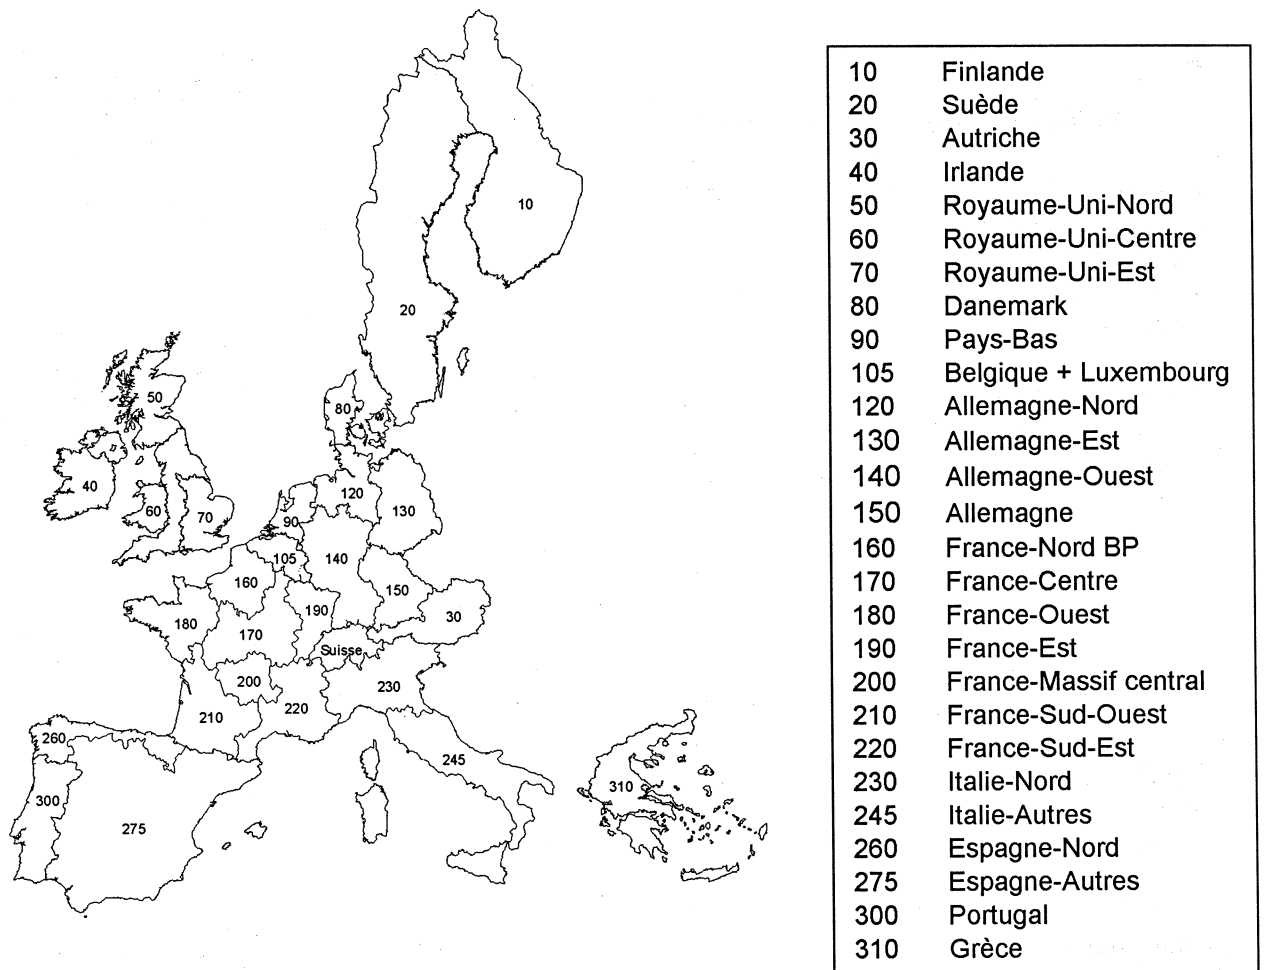 10
20
50
80
40
60
70
120
90
130
105
140
160
150
190
30
180
170
Suisse
200
230
220
210
260
245
310
300
275
10 Finlande
20 Suède
30 Autriche
40 Irlande
50 Royaume-Uni-Nord
60 Royaume-Uni-Centre
70 Royaume-Uni-Est
80 Danemark
90 Pays-Bas
105 Belgique + Luxembourg
120 Allemagne-Nord
130 Allemagne-Est
140 Allemagne-Ouest
150 Allemagne
160 France-Nord BP
170 France-Centre
180 France-Ouest
190 France-Est
200 France-Massif central
210 France-Sud-Ouest
220 France-Sud-Est
230 Italie-Nord
245 Italie-Autres
260 Espagne-Nord
275 Espagne-Autres
300 Portugal
310 Grèce